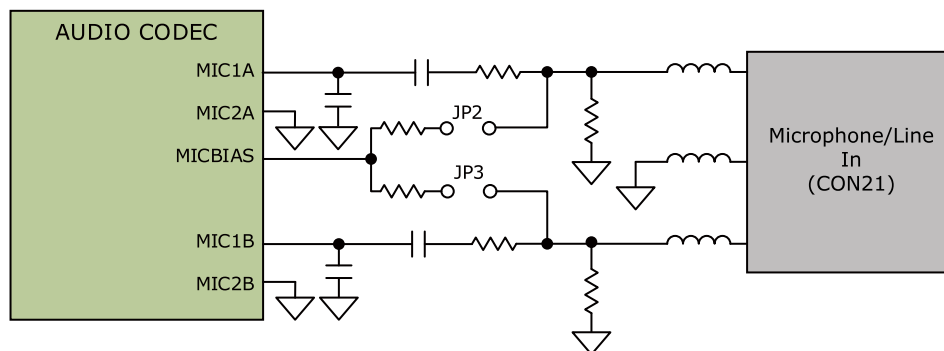 AUDIO CODEC
MIC1A
MIC2A
MICBIAS
MIC1B
MIC2B
JP2
JP3
Microphone/Line
In
(CON21)